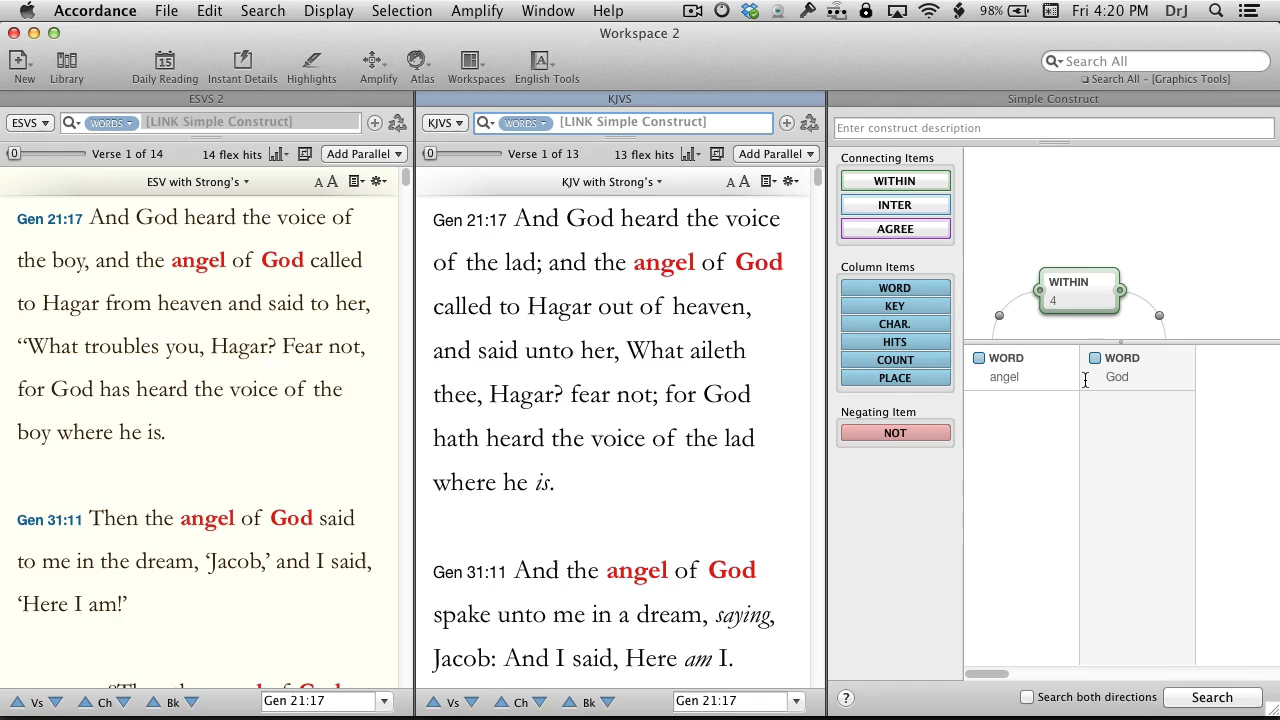 Accordance File Edit Search Display Selection Amplify Window Help 98% Fri 4:20 PM DrJ
Workspace 2
New Library Daily Reading Instant Details Highlights Amplify Atlas Workspaces English Tools
15
Search All
Search All - [Graphics Tools]
ESVS 2
ESVS WORDS [LINK Simple Construct]
0 Verse 1 of 14 14 flex hits Add Parallel
ESV with Strong's A A
Gen 21:17 And God heard the voice of
the boy, and the angel of God called
to Hagar from heaven and said to her,
“What troubles you, Hagar? Fear not,
for God has heard the voice of the
boy where he is.
Gen 31:11 Then the angel of God said
to me in the dream, ‘Jacob,’ and I said,
‘Here I am!’
Vs Ch Bk Gen 21:17
KJVS
KJVS WORDS [LINK Simple Construct]
0 Verse 1 of 13 13 flex hits Add Parallel
KJV with Strong's A A
Gen 21:17 And God heard the voice
of the lad; and the angel of God
called to Hagar out of heaven,
and said unto her, What aileth
thee, Hagar? fear not; for God
hath heard the voice of the lad
where he is.
Gen 31:11 And the angel of God
spake unto me in a dream, saying,
Jacob: And I said, Here am I.
Vs Ch Bk Gen 21:17
Simple Construct
Enter construct description
Connecting Items
WITHIN
INTER
AGREE
Column Items
WORD
KEY
CHAR.
HITS
COUNT
PLACE
Negating Item
NOT
WITHIN
4
WORD WORD
angel God
? Search both directions Search